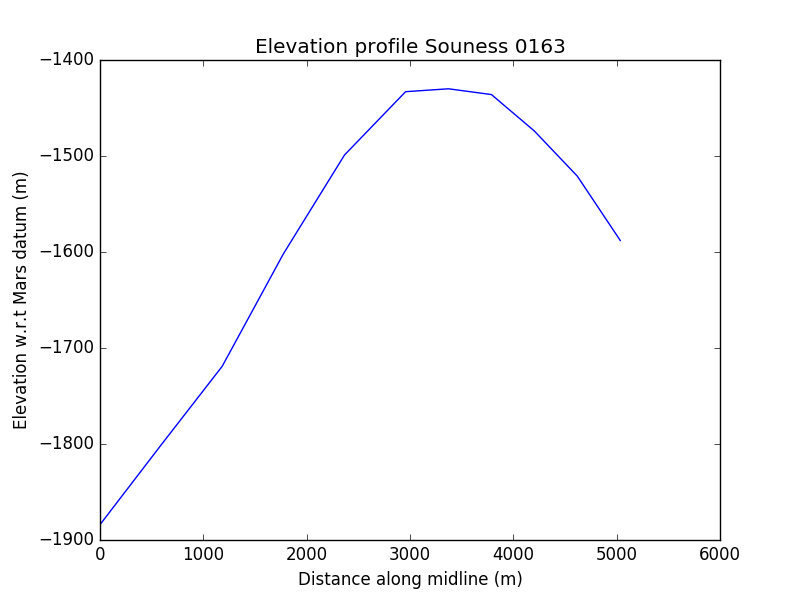 Elevation profile Souness 0163
−1400
−1500
−1600
−1700
−1800
−1900
Elevation w.r.t Mars datum (m)
0 1000 2000 3000 4000 5000 6000
Distance along midline (m)